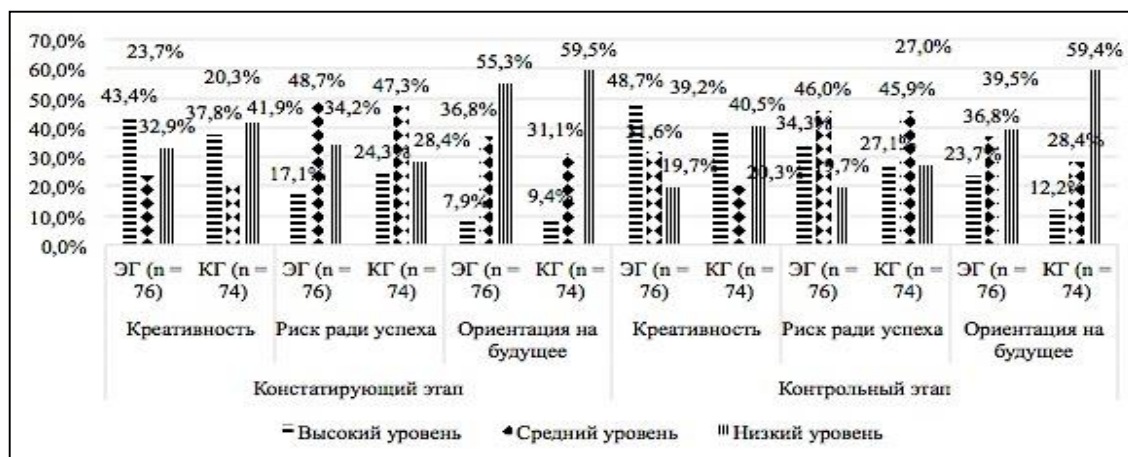 70,0%
60,0%
50,0%
40,0%
30,0%
20,0%
10,0%
0,0%
43,4%
23,7%
32,9%
37,8%
20,3%
41,9%
17,1%
48,7%
34,2%
24,3%
47,3%
28,4%
7,9%
36,8%
55,3%
9,4%
31,1%
59,5%
48,7%
31,6%
19,7%
39,2%
20,3%
40,5%
34,3%
46,0%
19,7%
27,1%
45,9%
27,0%
23,7%
36,8%
39,5%
12,2%
28,4%
59,4%
ЭГ (n =
76)
КГ (n =
74)
ЭГ (n =
76)
КГ (n =
74)
ЭГ (n =
76)
КГ (n =
74)
ЭГ (n =
76)
КГ (n =
74)
ЭГ (n =
76)
КГ (n =
74)
ЭГ (n =
76)
КГ (n =
74)
Креативность
Риск ради успеха
Ориентация на
будущее
Креативность
Риск ради успеха
Ориентация на
будущее
Констатирующий этап
Контрольный этап
Высокий уровень
Средний уровень
Низкий уровень